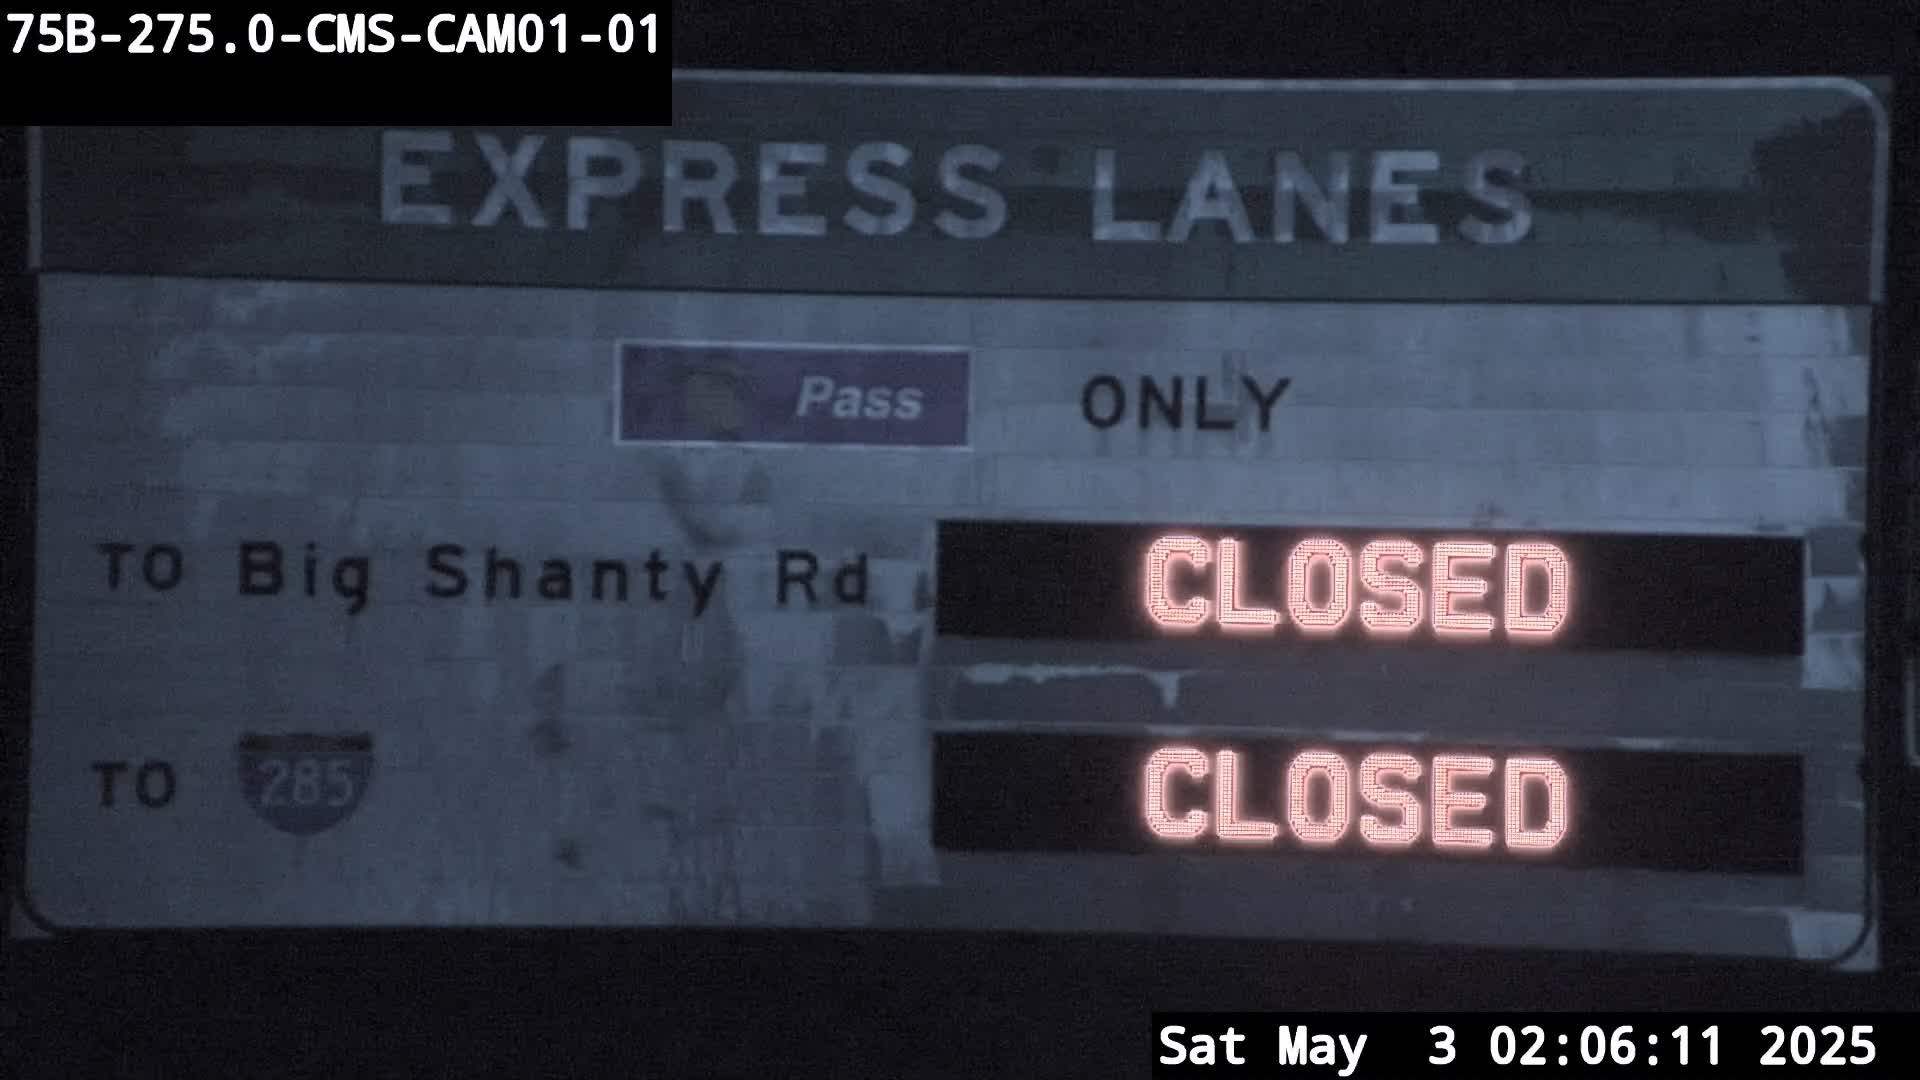 75B-275.0-CMS-CAM01-01
EXPRESS LANES
Pass ONLY
TO Big Shanty Rd CLOSED
TO 285 CLOSED
Sat May 3 02:06:11 2025